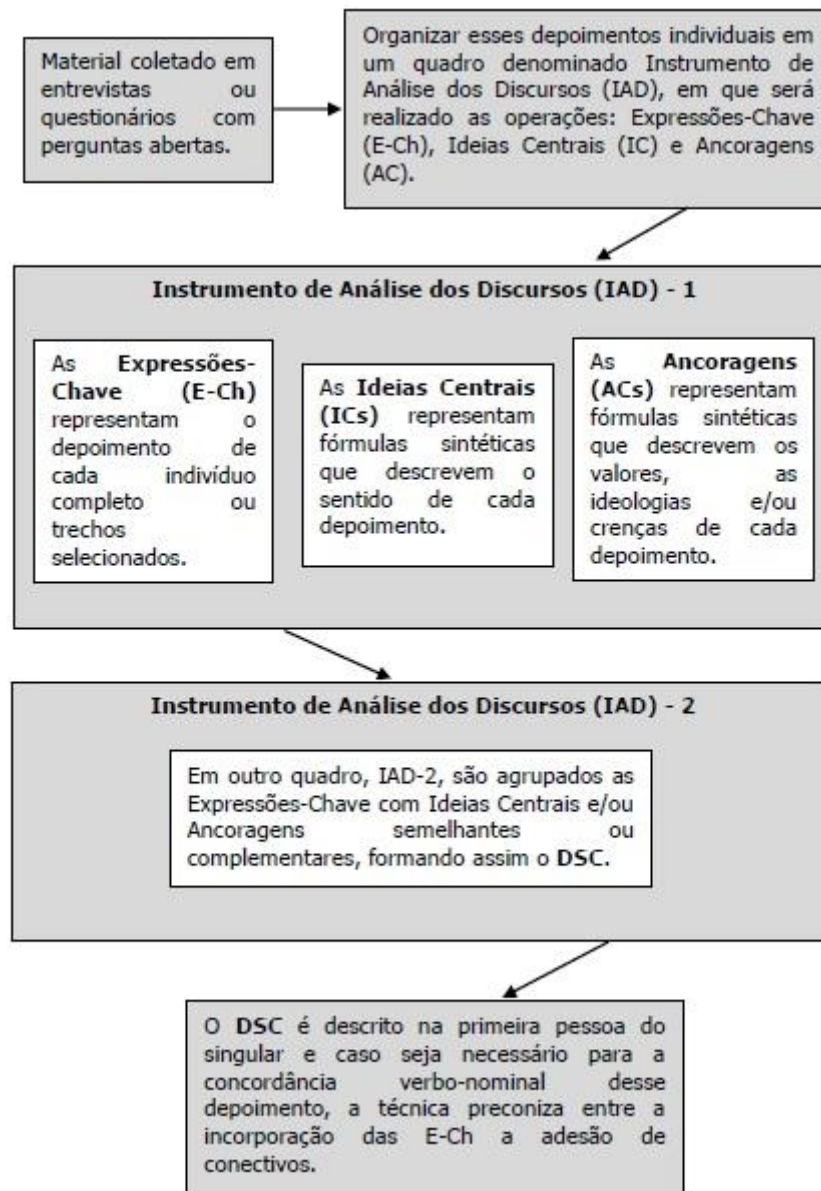 Material coletado em
entrevistas ou
questionários com
perguntas abertas.
Organizar esses depoimentos individuais em
um quadro denominado Instrumento de
Análise dos Discursos (IAD), em que será
realizado as operações: Expressões-Chave
(E-Ch), Ideias Centrais (IC) e Ancoragens
(AC).
Instrumento de Análise dos Discursos (IAD) - 1
As Expressões-
Chave (E-Ch)
representam o
depoimento de
cada indivíduo
completo ou
trechos
selecionados.
As Ideias Centrais
(ICs) representam
fórmulas sintéticas
que descrevem o
sentido de cada
depoimento.
As Ancoragens
(ACs) representam
fórmulas sintéticas
que descrevem os
valores, as
ideologias e/ou
crenças de cada
depoimento.
Instrumento de Análise dos Discursos (IAD) - 2
Em outro quadro, IAD-2, são agrupados as
Expressões-Chave com Ideias Centrais e/ou
Ancoragens semelhantes ou
complementares, formando assim o DSC.
O DSC é descrito na primeira pessoa do
singular e caso seja necessário para a
concordância verbo-nominal desse
depoimento, a técnica preconiza entre a
incorporação das E-Ch a adesão de
conectivos.